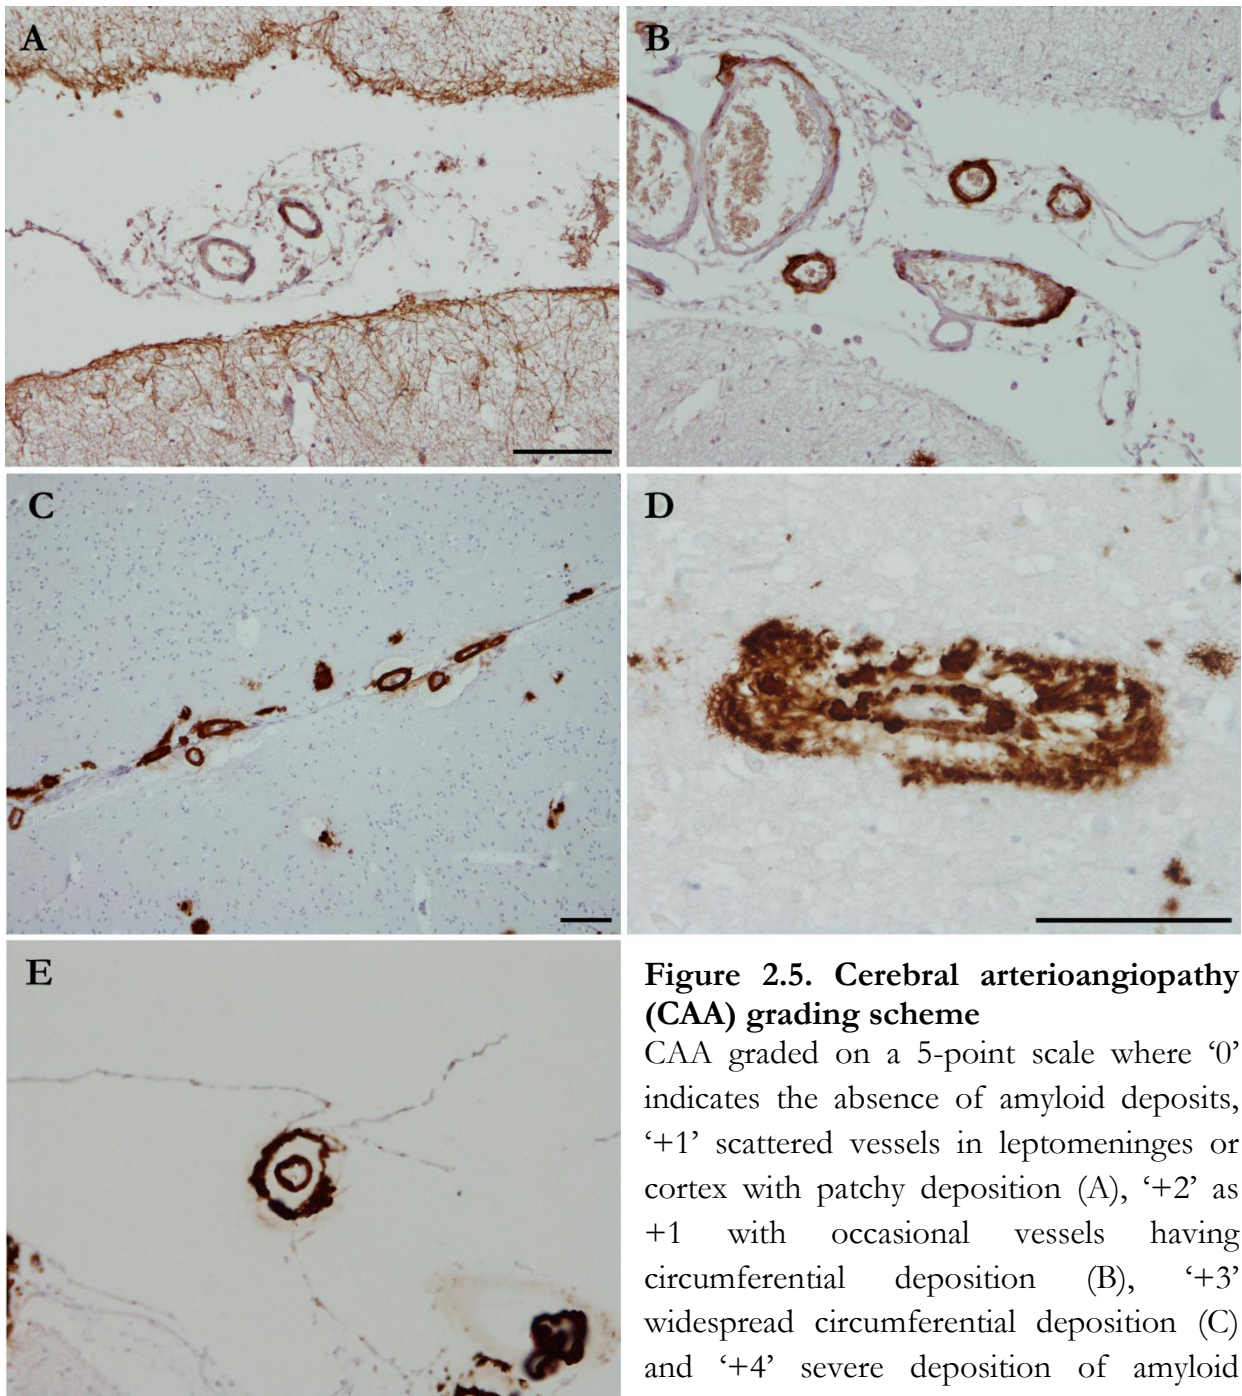 A
B
C
D
E
Figure 2.5. Cerebral arterioangiopathy
(CAA) grading scheme
CAA graded on a 5-point scale where ‘0’
indicates the absence of amyloid deposits,
‘+1’ scattered vessels in leptomeninges or
cortex with patchy deposition (A), ‘+2’ as
+1 with occasional vessels having
circumferential deposition (B), ‘+3’
widespread circumferential deposition (C)
and ‘+4’ severe deposition of amyloid